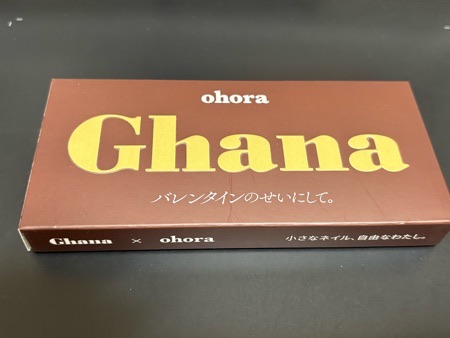 ohora
Ghana
バレンタインのせいにして。
Ghana × ohora 小さなネイル、自由なわたし。